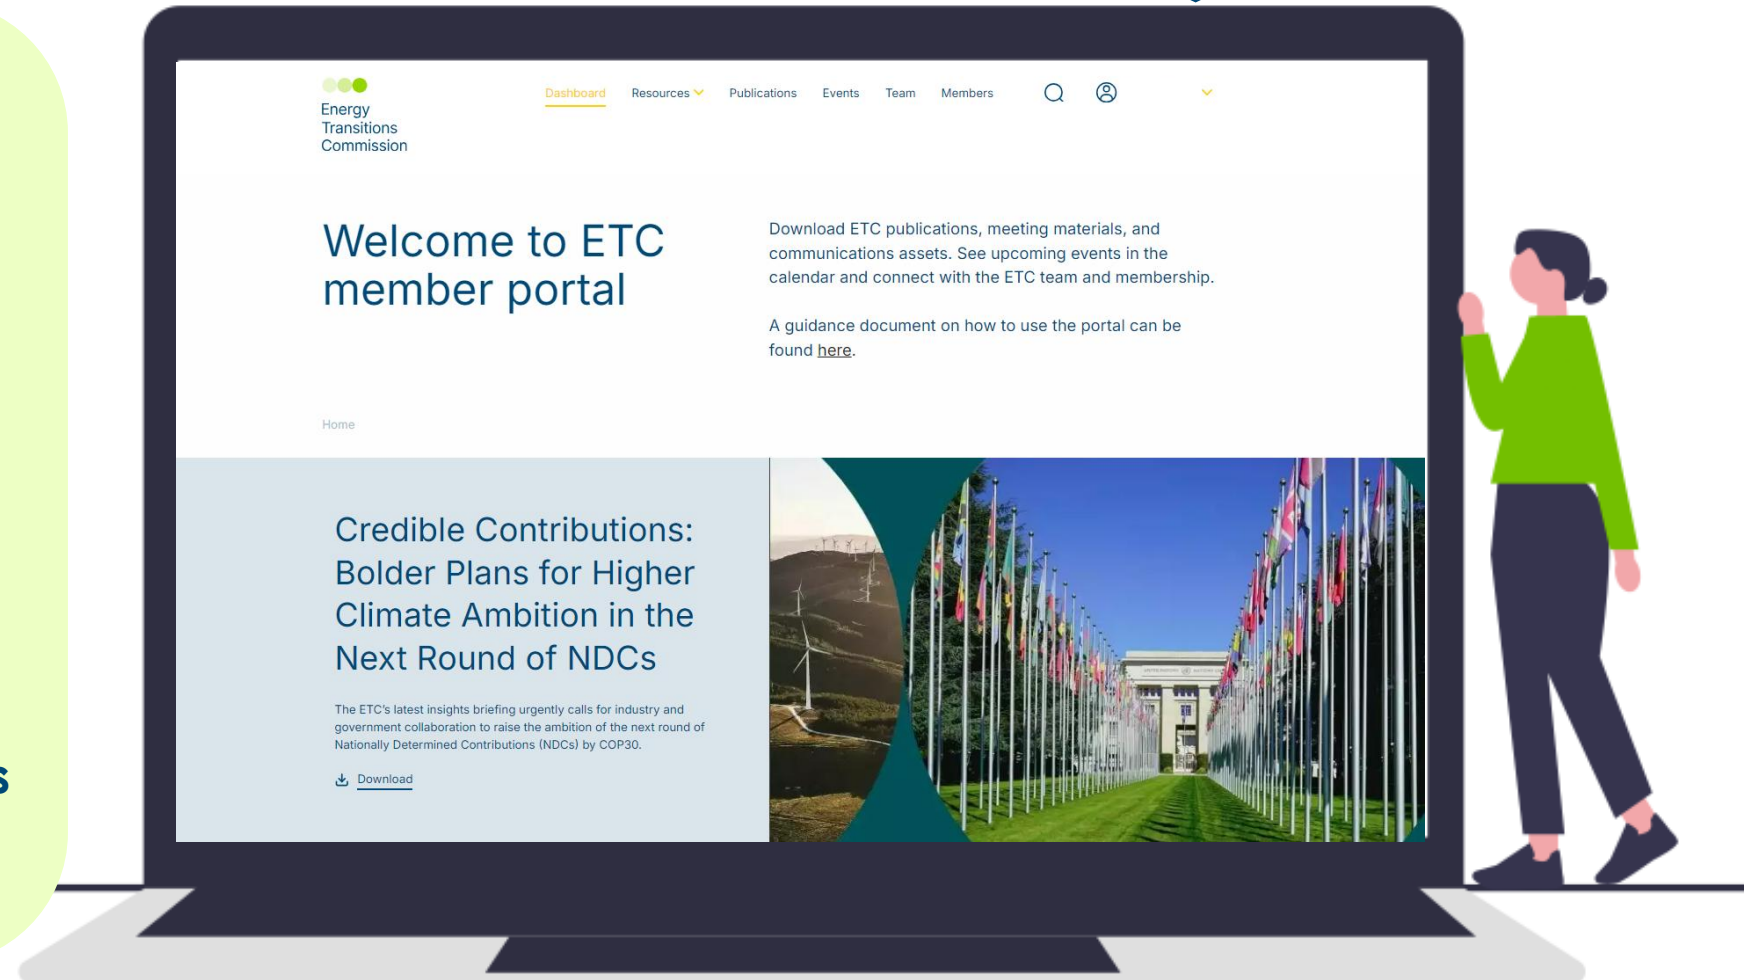 Energy
Transitions
Commission
Dashboard Resources Publications Events Team Members
Welcome to ETC
member portal
Download ETC publications, meeting materials, and
communications assets. See upcoming events in the
calendar and connect with the ETC team and membership.
A guidance document on how to use the portal can be
found here.
Home
Credible Contributions:
Bolder Plans for Higher
Climate Ambition in the
Next Round of NDCs
The ETC's latest insights briefing urgently calls for industry and
government collaboration to raise the ambition of the next round of
Nationally Determined Contributions (NDCs) by COP30.
Download
s